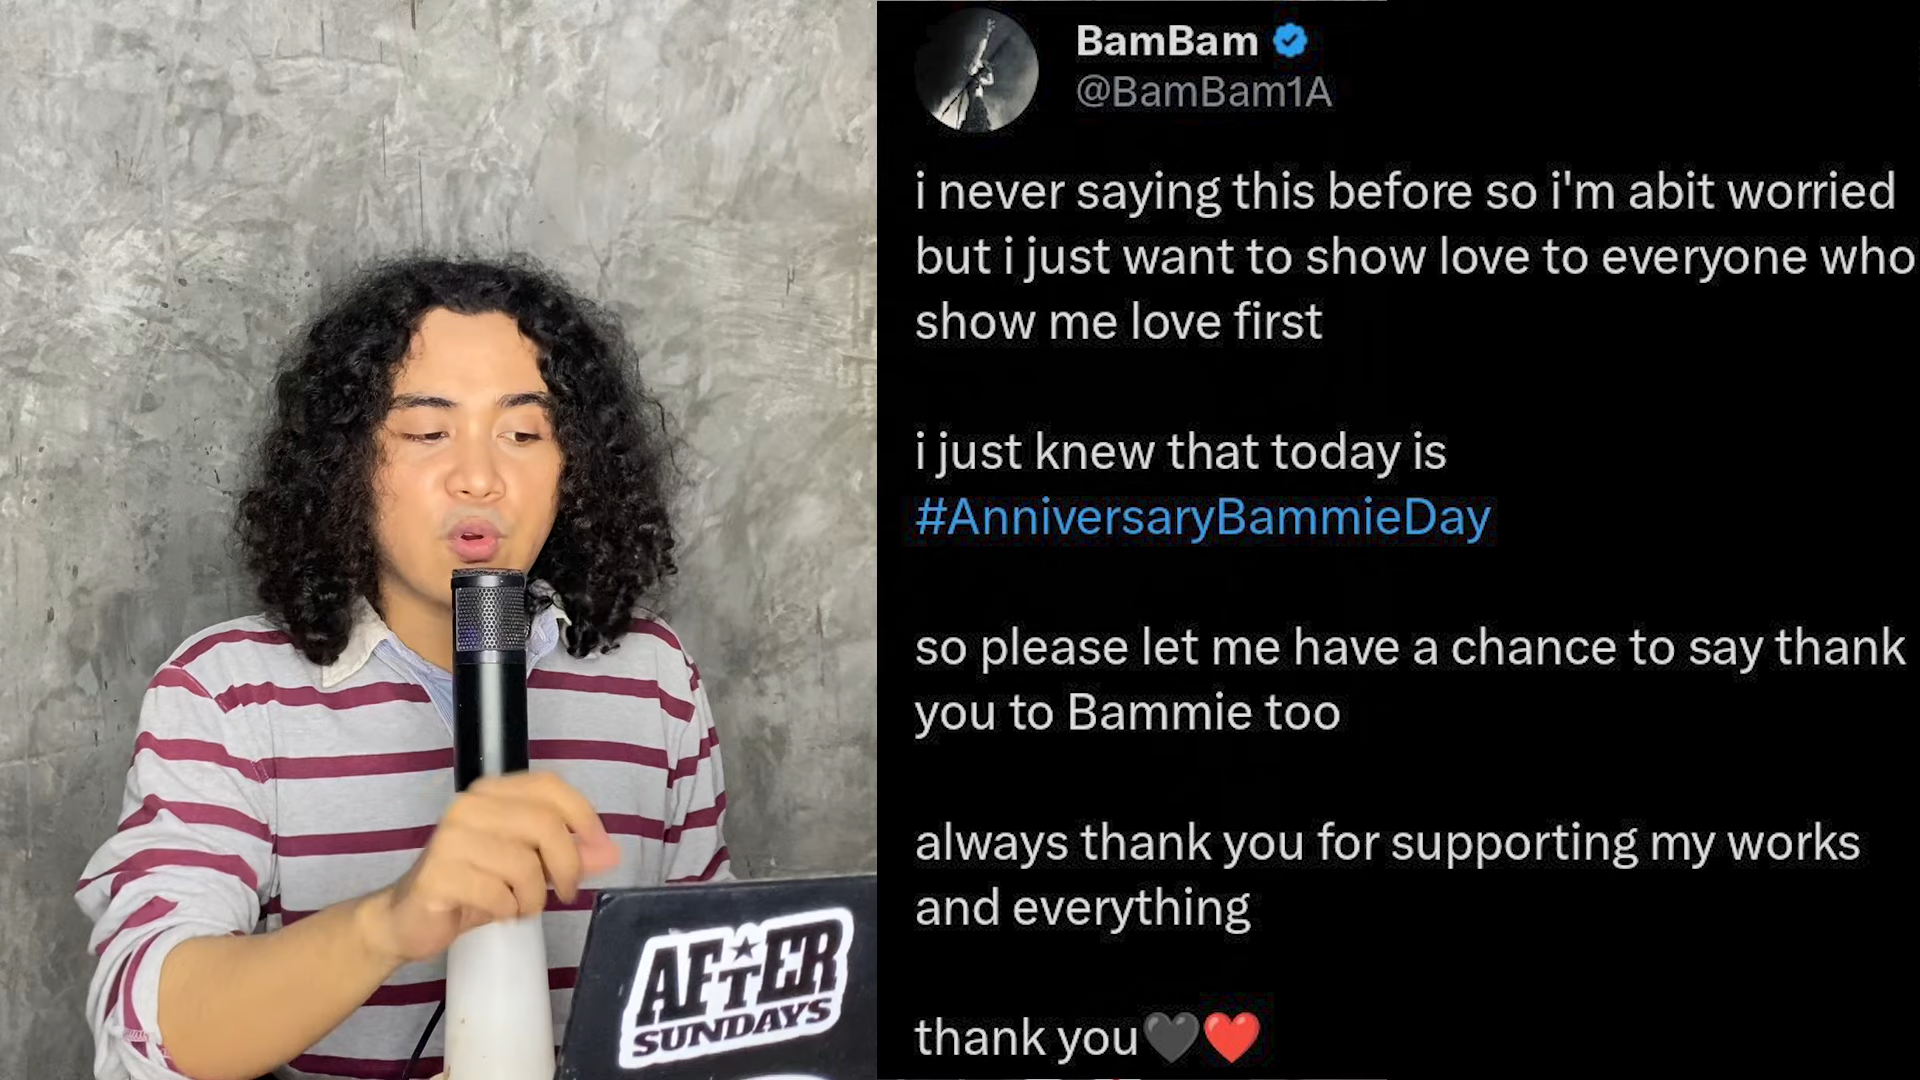 BamBam
@BamBam1A
i never saying this before so i'm abit worried
but i just want to show love to everyone who
show me love first
i just knew that today is
#AnniversaryBammieDay
so please let me have a chance to say thank
you to Bammie too
always thank you for supporting my works
and everything
thank you🖤❤️
AFTER
SUNDAYS